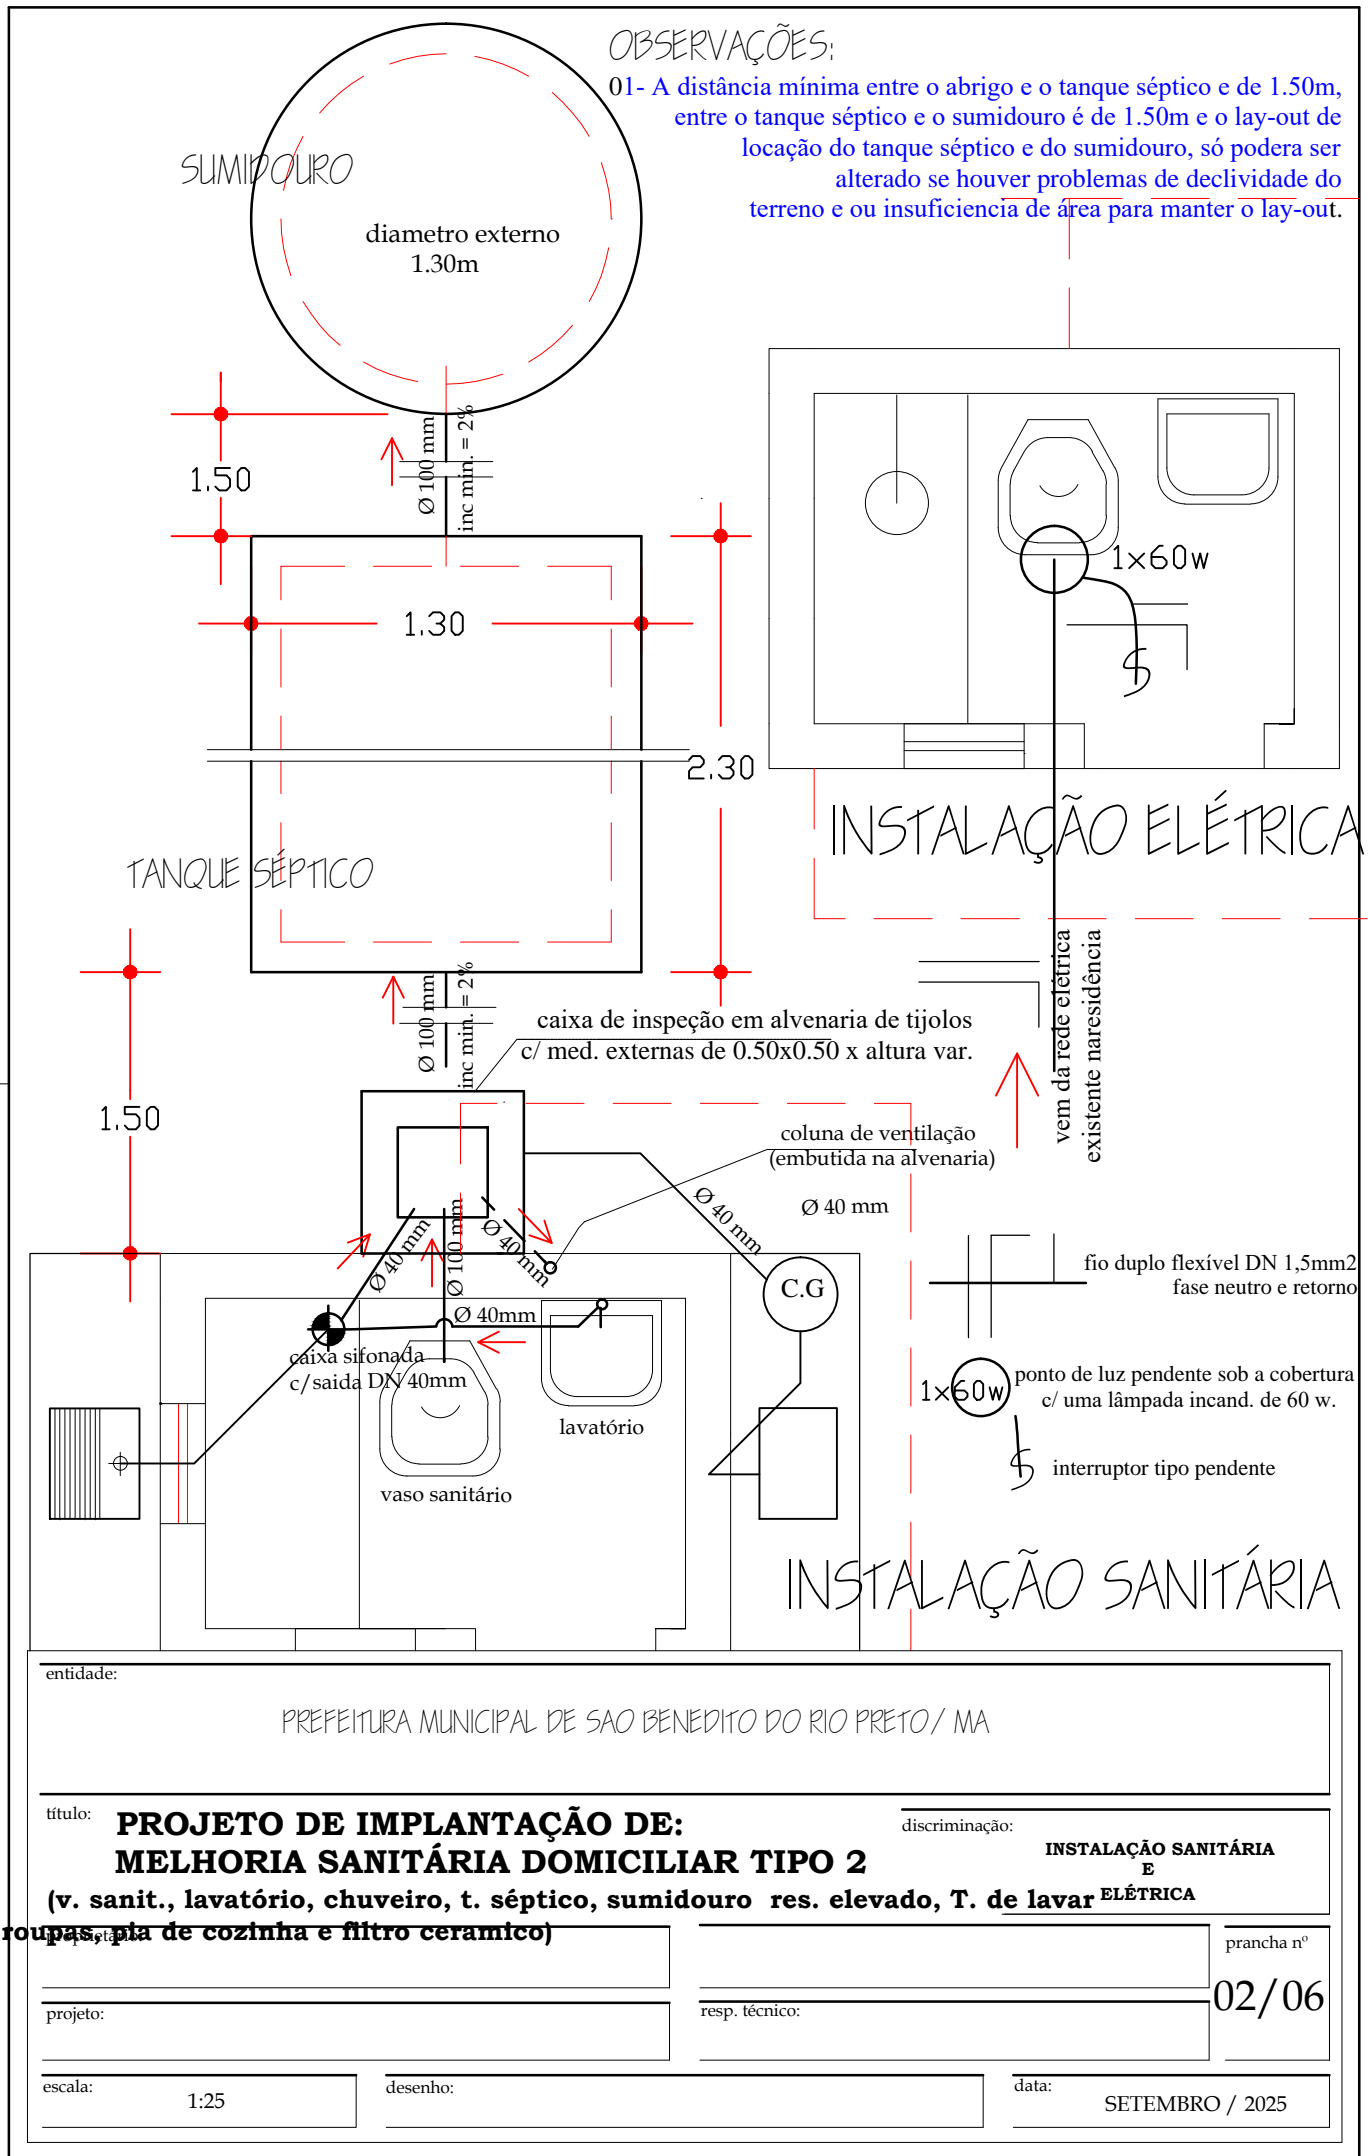 OBSERVAÇÕES:
01- A distância mínima entre o abrigo e o tanque séptico e de 1.50m,
entre o tanque séptico e o sumidouro é de 1.50m e o lay-out de
locação do tanque séptico e do sumidouro, só podera ser
alterado se houver problemas de declividade do
terreno e ou insuficiencia de área para manter o lay-out.
SUMIDOURO
diametro externo
1.30m
1.50
Ø 100 mm
inc min. = 2%
1.30
2.30
TANQUE SÉPTICO
1×60w
INSTALAÇÃO ELÉTRICA
vem da rede eletrica
existente naresidência
Ø 100 mm
inc min. = 2%
1.50
caixa de inspeção em alvenaria de tijolos
c/ med. externas de 0.50x0.50 x altura var.
coluna de ventilação
(embutida na alvenaria)
Ø 40 mm
Ø 40 mm
Ø 40 mm
Ø 100 mm
Ø 40 mm
C.G
Ø 40mm
caixa sifonada
c/saida DN 40mm
lavatório
vaso sanitário
fio duplo flexível DN 1,5mm2
fase neutro e retorno
1×60w
ponto de luz pendente sob a cobertura
c/ uma lâmpada incand. de 60 w.
interruptor tipo pendente
INSTALAÇÃO SANITÁRIA
entidade:
PREFEITURA MUNICIPAL DE SAO BENEDITO DO RIO PRETO/ MA
título:
PROJETO DE IMPLANTAÇÃO DE:
MELHORIA SANITÁRIA DOMICILIAR TIPO 2
(v. sanit., lavatório, chuveiro, t. séptico, sumidouro res. elevado, T. de lavar
roupas, pia de cozinha e filtro ceramico)
discriminação:
INSTALAÇÃO SANITÁRIA
E
ELÉTRICA
proprietário:
prancha nº
02/06
projeto:
resp. técnico:
escala:
1:25
desenho:
data:
SETEMBRO / 2025